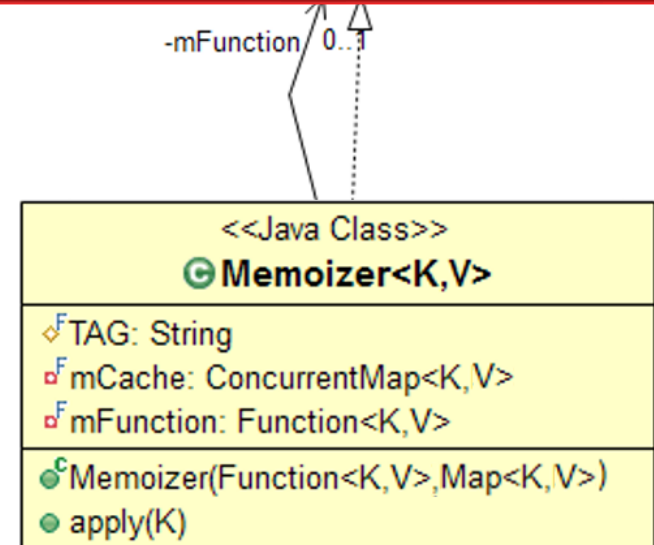 -mFunction 0..1
<<Java Class>>
C Memoizer<K,V>
F TAG: String
F mCache: ConcurrentMap<K,V>
F mFunction: Function<K,V>
C Memoizer(Function<K,V>,Map<K,V>)
apply(K)